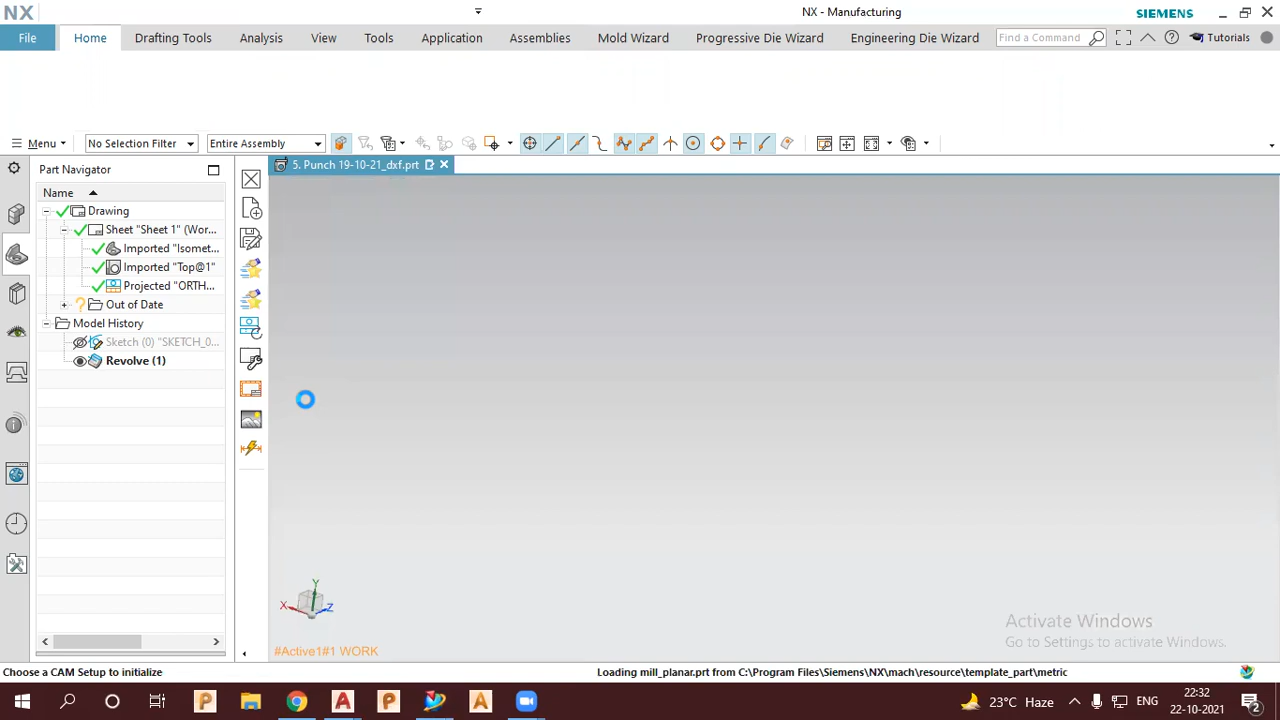 NX
NX - Manufacturing
SIEMENS
File
Home
Drafting Tools
Analysis
View
Tools
Application
Assemblies
Mold Wizard
Progressive Die Wizard
Engineering Die Wizard
Find a Command
Tutorials
Menu
No Selection Filter
Entire Assembly
Part Navigator
5. Punch 19-10-21_dxf.prt
Name
Drawing
Sheet "Sheet 1" (Wor...
Imported "Isomet...
Imported "Top@1"
Projected "ORTH...
Out of Date
Model History
Sketch (0) "SKETCH_0...
Revolve (1)
Y
X
Z
#Active1#1 WORK
Activate Windows
Go to Settings to activate Windows.
Choose a CAM Setup to initialize
Loading mill_planar.prt from C:\Program Files\Siemens\NX\mach\resource\template_part\metric
23°C Haze
ENG
22:32
22-10-2021
2